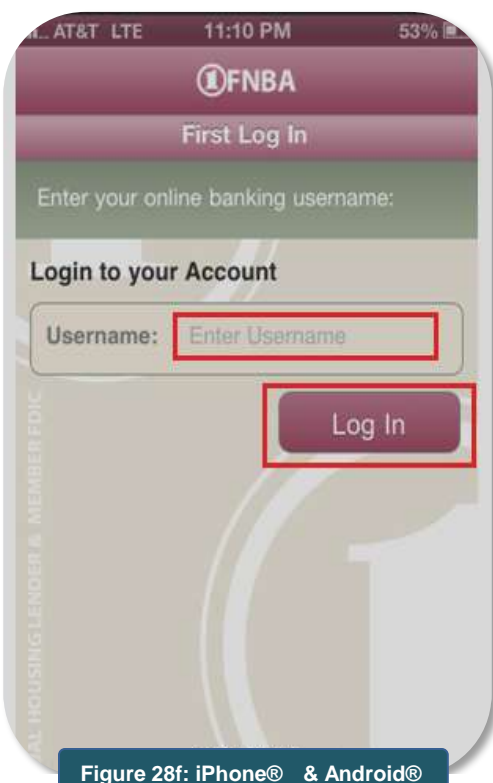 AT&T LTE 11:10 PM 53%
1FNBA
First Log In
Enter your online banking username:
Login to your Account
Username: Enter Username
Log In
AL HOUSING LENDER & MEMBER FDIC
Figure 28f: iPhone® & Android®